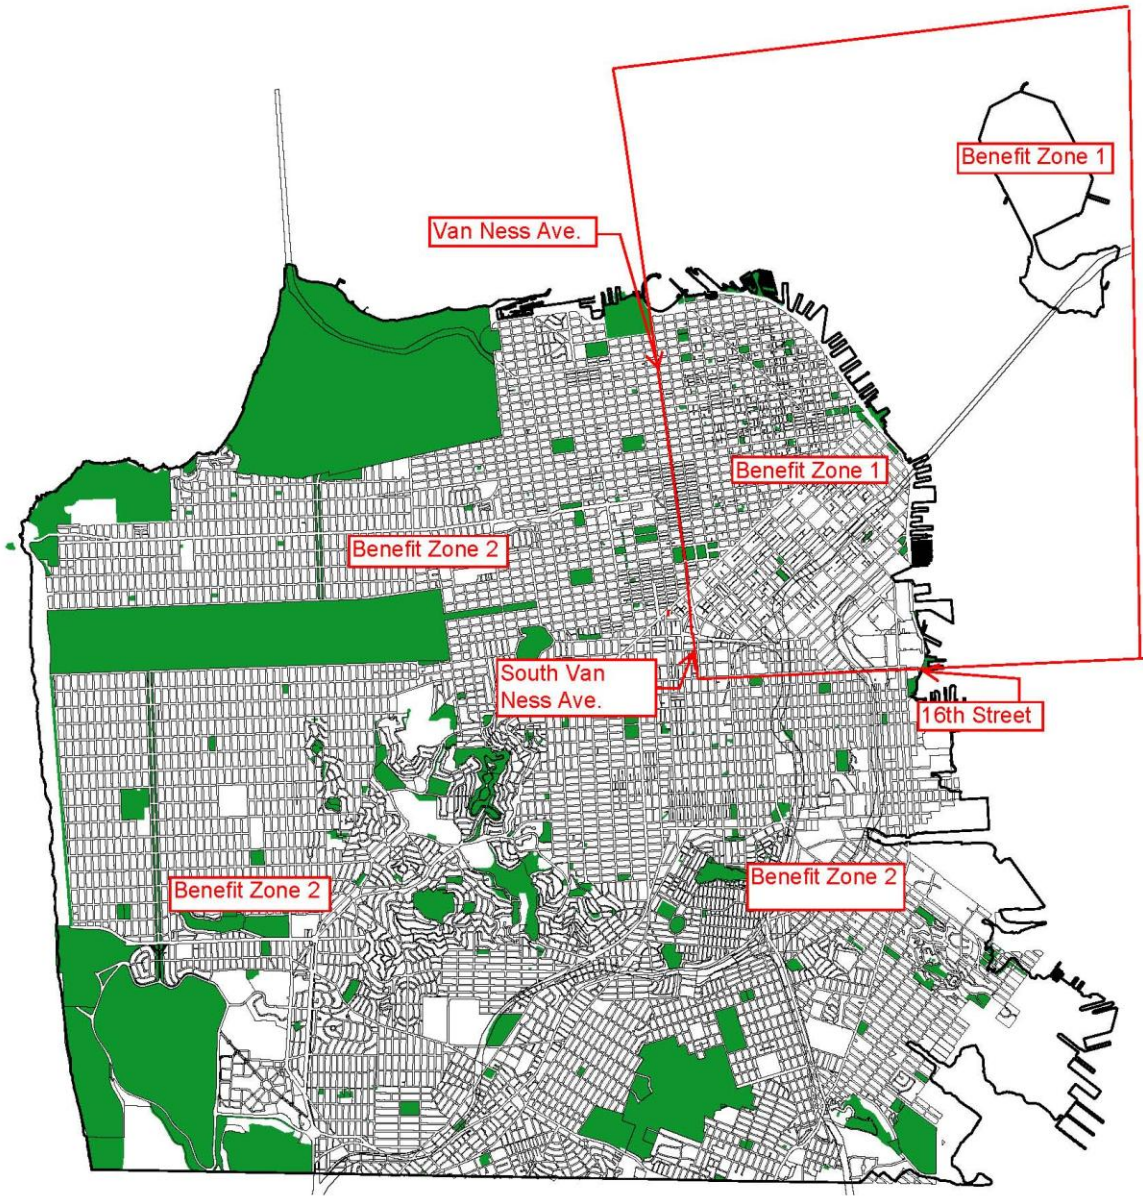 Benefit Zone 1
Van Ness Ave.
Benefit Zone 1
Benefit Zone 2
South Van
Ness Ave.
16th Street
Benefit Zone 2
Benefit Zone 2